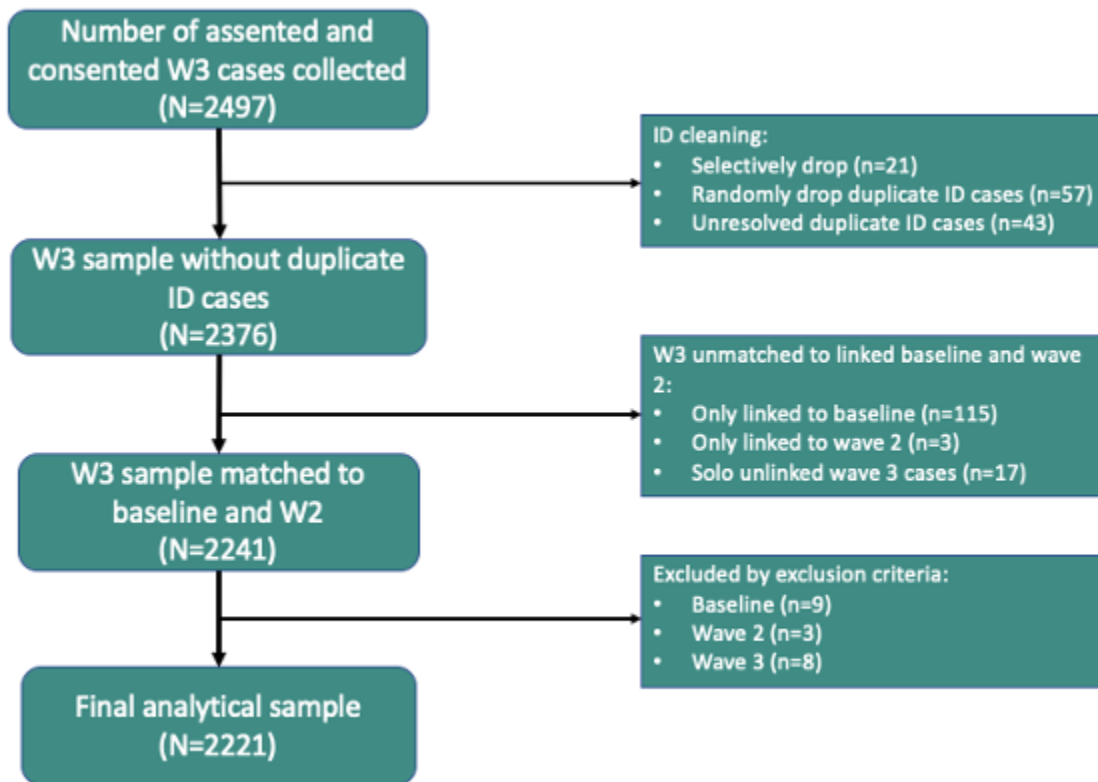 Number of assented and
consented W3 cases collected
(N=2497)
ID cleaning:
• Selectively drop (n=21)
• Randomly drop duplicate ID cases (n=57)
• Unresolved duplicate ID cases (n=43)
W3 sample without duplicate
ID cases
(N=2376)
W3 unmatched to linked baseline and wave
2:
• Only linked to baseline (n=115)
• Only linked to wave 2 (n=3)
• Solo unlinked wave 3 cases (n=17)
W3 sample matched to
baseline and W2
(N=2241)
Excluded by exclusion criteria:
• Baseline (n=9)
• Wave 2 (n=3)
• Wave 3 (n=8)
Final analytical sample
(N=2221)